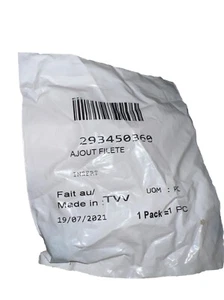 293450360
AJOUT FILETE
INSERT
Fait au/
Made in: TW
UOM : PC
19/07/2021
1 Pack =1 PC